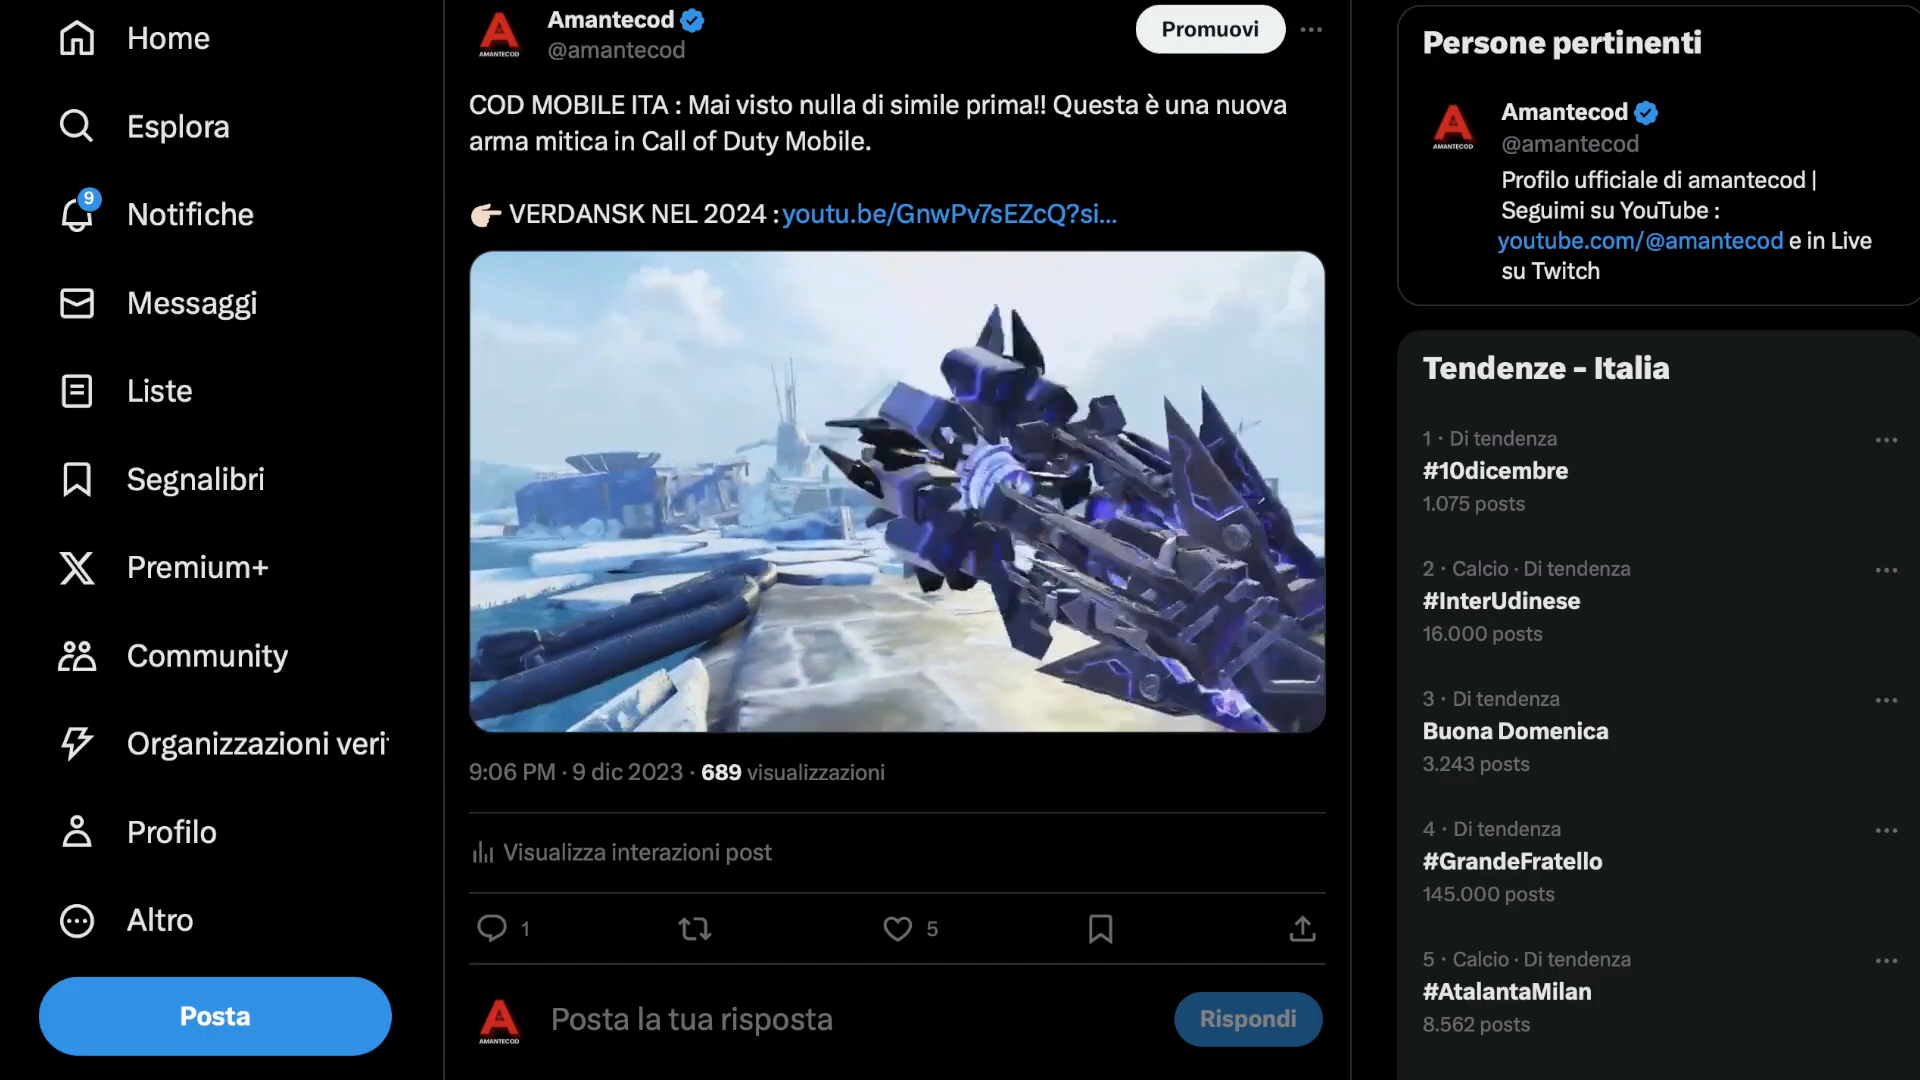 Home
Esplora
9
Notifiche
Messaggi
Liste
Segnalibri
Premium+
Community
Organizzazioni veri
Profilo
Altro
Posta
AMANTECOD
Amantecod
@amantecod
Promuovi
COD MOBILE ITA : Mai visto nulla di simile prima!! Questa è una nuova
arma mitica in Call of Duty Mobile.
👉🏻 VERDANSK NEL 2024 : youtu.be/GnwPv7sEZcQ?si...
9:06 PM · 9 dic 2023 · 689 visualizzazioni
Visualizza interazioni post
1
5
AMANTECOD
Posta la tua risposta
Rispondi
Persone pertinenti
AMANTECOD
Amantecod
@amantecod
Profilo ufficiale di amantecod |
Seguimi su YouTube :
youtube.com/@amantecod e in Live
su Twitch
Tendenze - Italia
1 · Di tendenza
#10dicembre
1.075 posts
2 · Calcio · Di tendenza
#InterUdinese
16.000 posts
3 · Di tendenza
Buona Domenica
3.243 posts
4 · Di tendenza
#GrandeFratello
145.000 posts
5 · Calcio · Di tendenza
#AtalantaMilan
8.562 posts